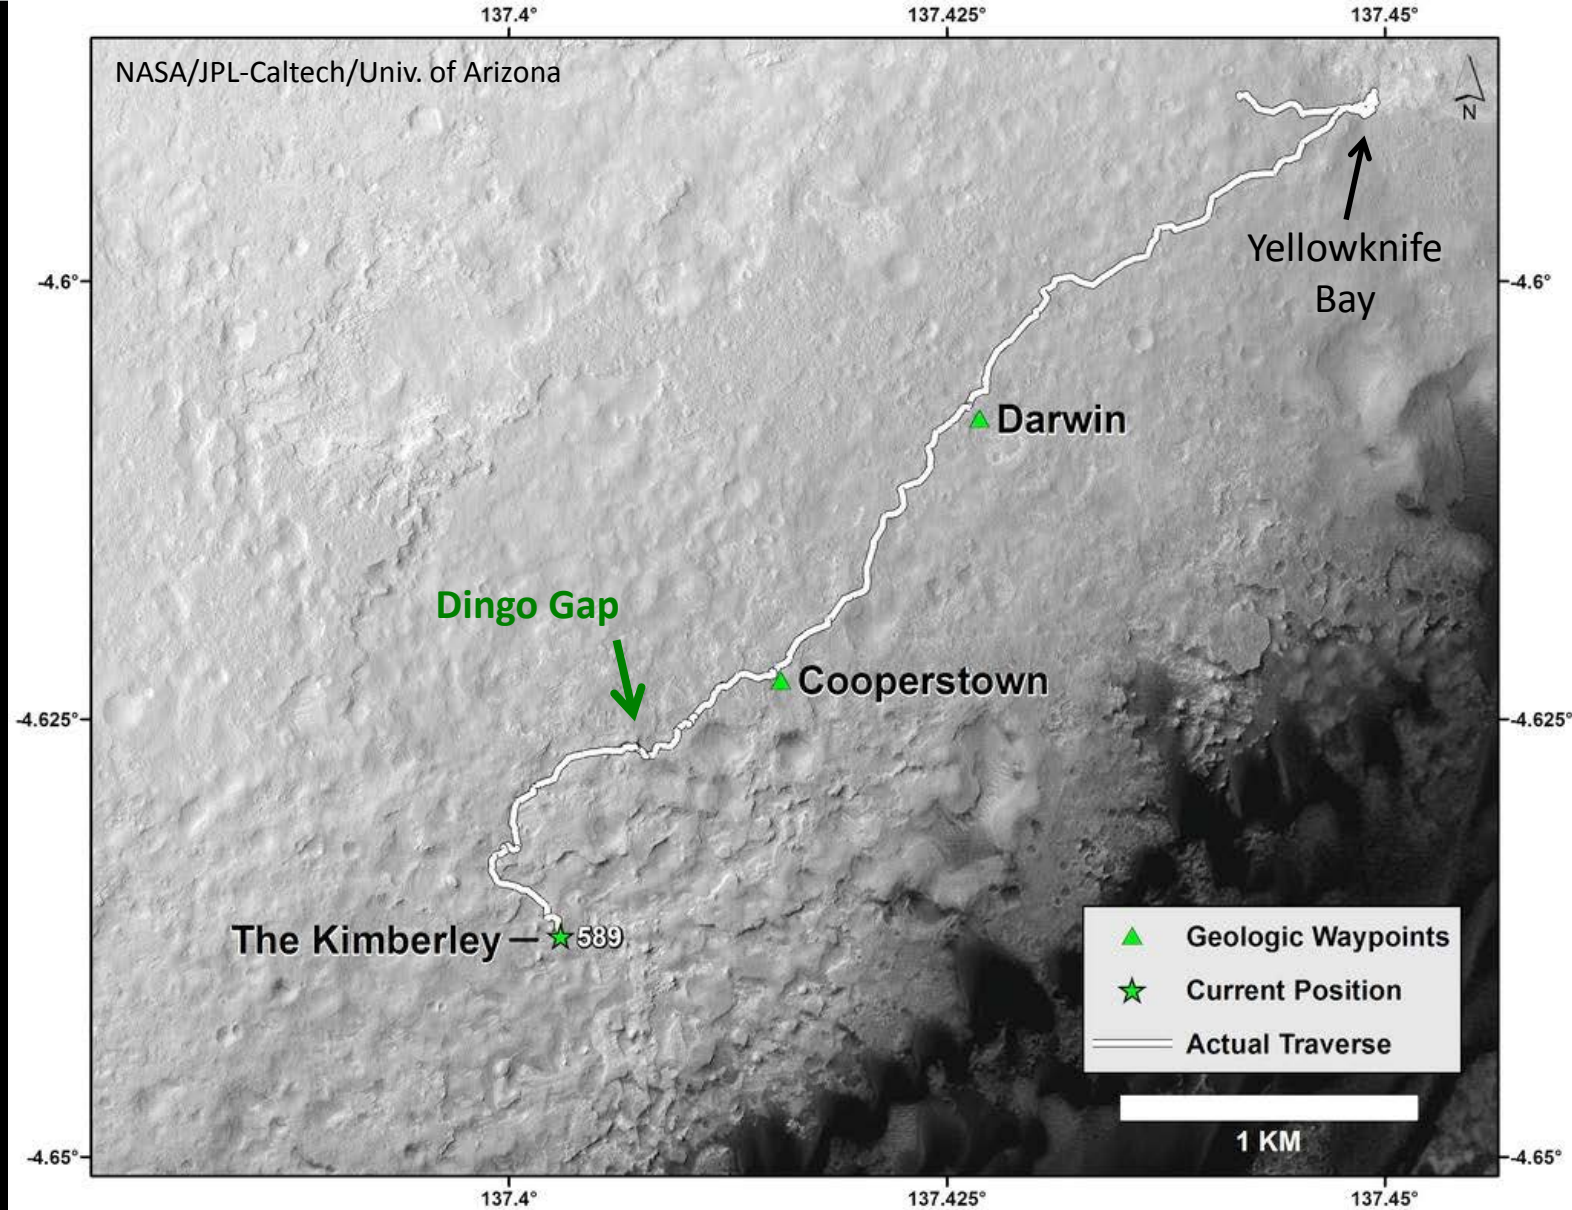 137.4°
137.425°
137.45°
NASA/JPL-Caltech/Univ. of Arizona
N
Yellowknife
Bay
-4.6°
-4.6°
Darwin
Dingo Gap
Cooperstown
-4.625°
-4.625°
The Kimberley
589
Geologic Waypoints
Current Position
Actual Traverse
1 KM
-4.65°
-4.65°
137.4°
137.425°
137.45°